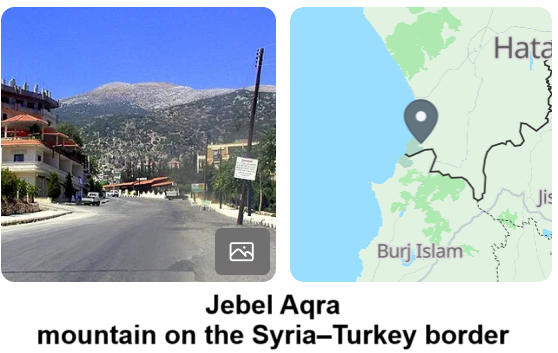 Hata
Jis
Burj Islam
Jebel Aqra
mountain on the Syria–Turkey border